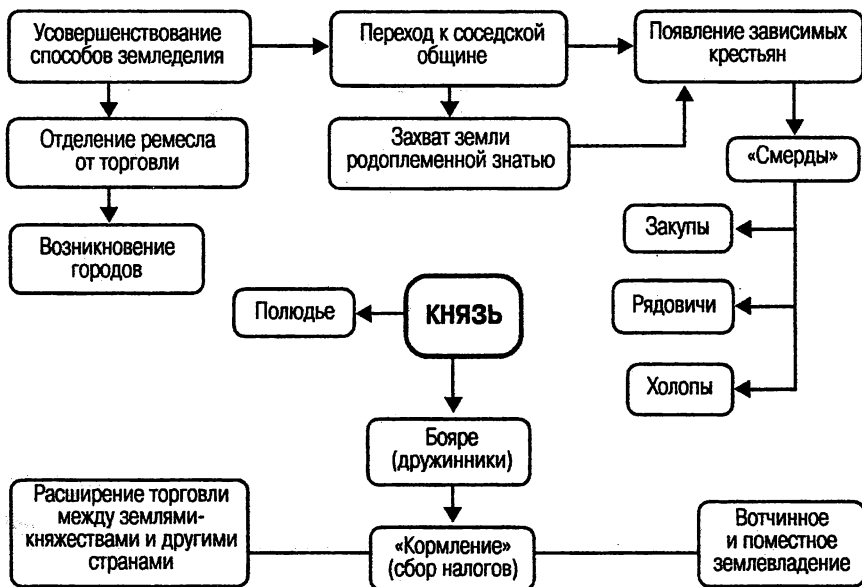 Усовершенствование
способов земледелия
Переход к соседской
общине
Появление зависимых
крестьян
Отделение ремесла
от торговли
Захват земли
родоплеменной знатью
«Смерды»
Возникновение
городов
Закупы
Полюдье
КНЯЗЬ
Рядовичи
Холопы
Бояре
(дружинники)
Расширение торговли
между землями-
княжествами и другими
странами
«Кормление»
(сбор налогов)
Вотчинное
и поместное
землевладение